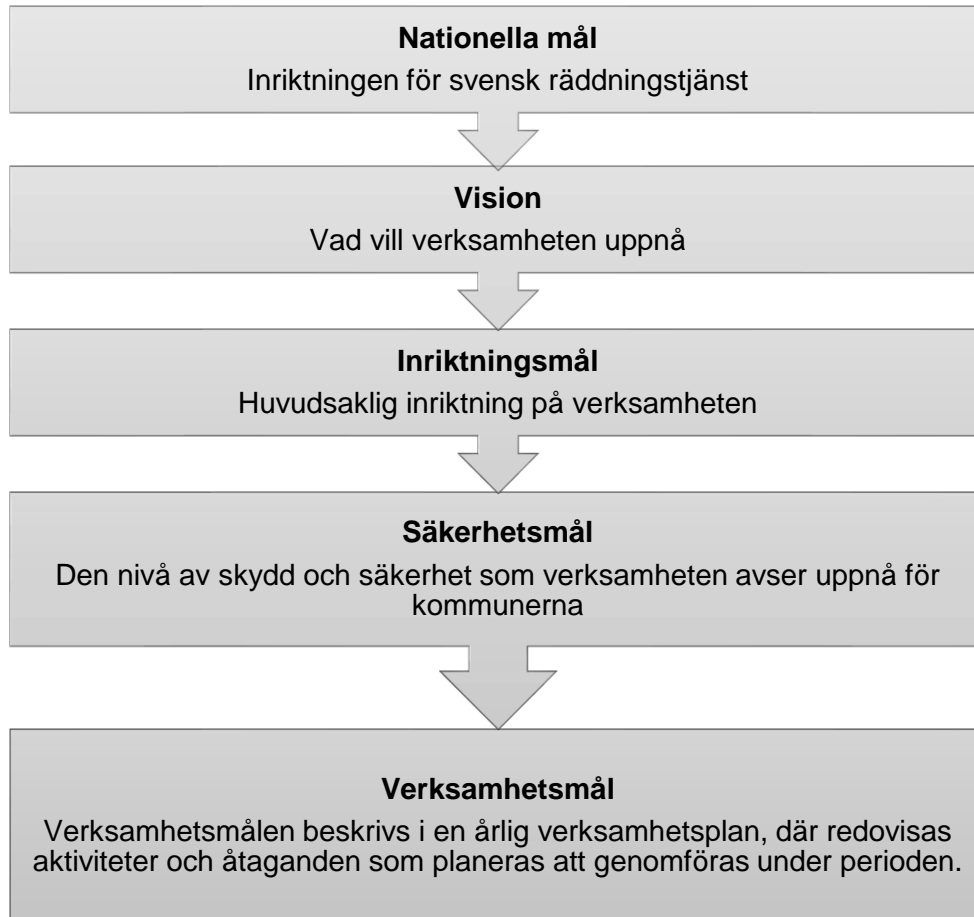 Nationella mål
Inriktningen för svensk räddningstjänst
Vision
Vad vill verksamheten uppnå
Inriktningsmål
Huvudsaklig inriktning på verksamheten
Säkerhetsmål
Den nivå av skydd och säkerhet som verksamheten avser uppnå för
kommunerna
Verksamhetsmål
Verksamhetsmålen beskrivs i en årlig verksamhetsplan, där redovisas
aktiviteter och åtaganden som planeras att genomföras under perioden.